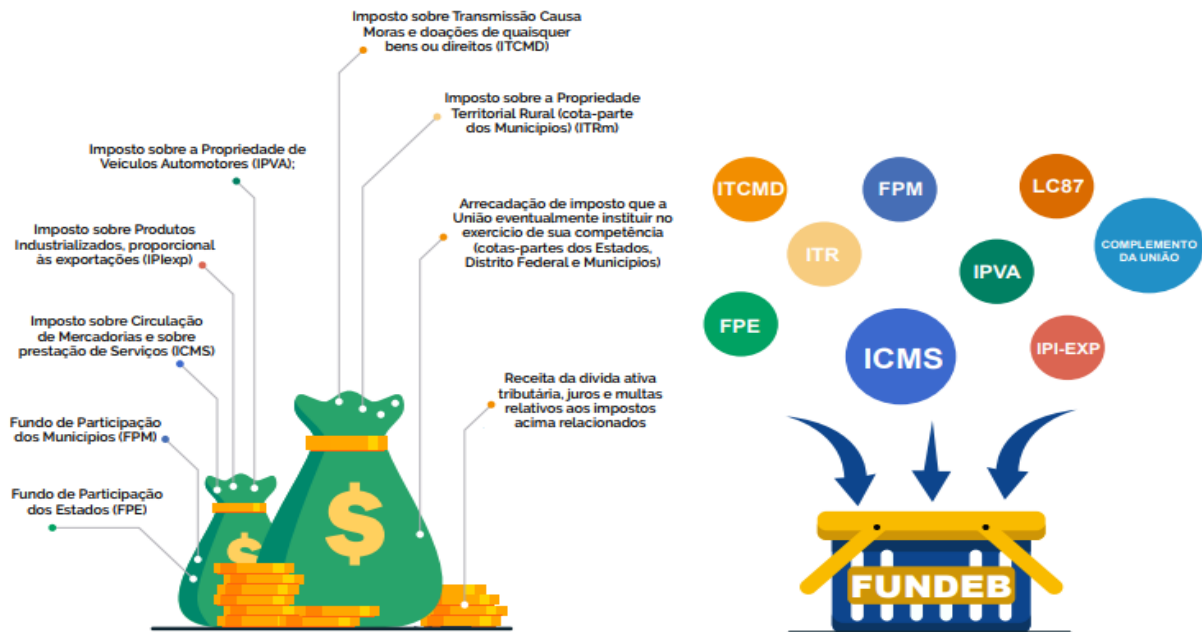 Imposto sobre Transmissão Causa
Moras e doações de quaisquer
bens ou direitos (ITCMD)
Imposto sobre a Propriedade
Territorial Rural (cota-parte
dos Municípios) (ITRm)
Imposto sobre a Propriedade de
Veiculos Automotores (IPVA);
Arrecadação de imposto que a
União eventualmente instituir no
exercicio de sua competência
(cotas-partes dos Estados,
Distrito Federal e Municipios)
Imposto sobre Produtos
Industrializados, proporcional
às exportações (IPIexp)
Imposto sobre Circulação
de Mercadorias e sobre
prestação de Serviços (ICMS)
Receita da divida ativa
tributária, juros e multas
relativos aos impostos
acima relacionados
Fundo de Participação
dos Municípios (FPM)
Fundo de Participação
dos Estados (FPE)
$
$
ITCMD
FPM
LC87
ITR
IPVA
COMPLEMENTO
DA UNIÃO
FPE
ICMS
IPI-EXP
FUNDEB